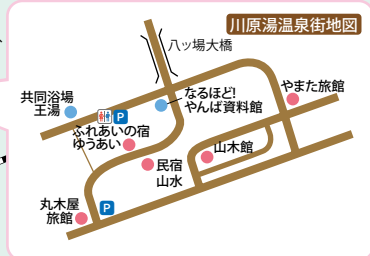 川原湯温泉街地図
八ッ場大橋
共同浴場
王湯
なるほど!
やんば資料館
やまた旅館
P
ふれあいの宿
ゆうあい
民宿
山水
山木館
丸木屋
旅館
P